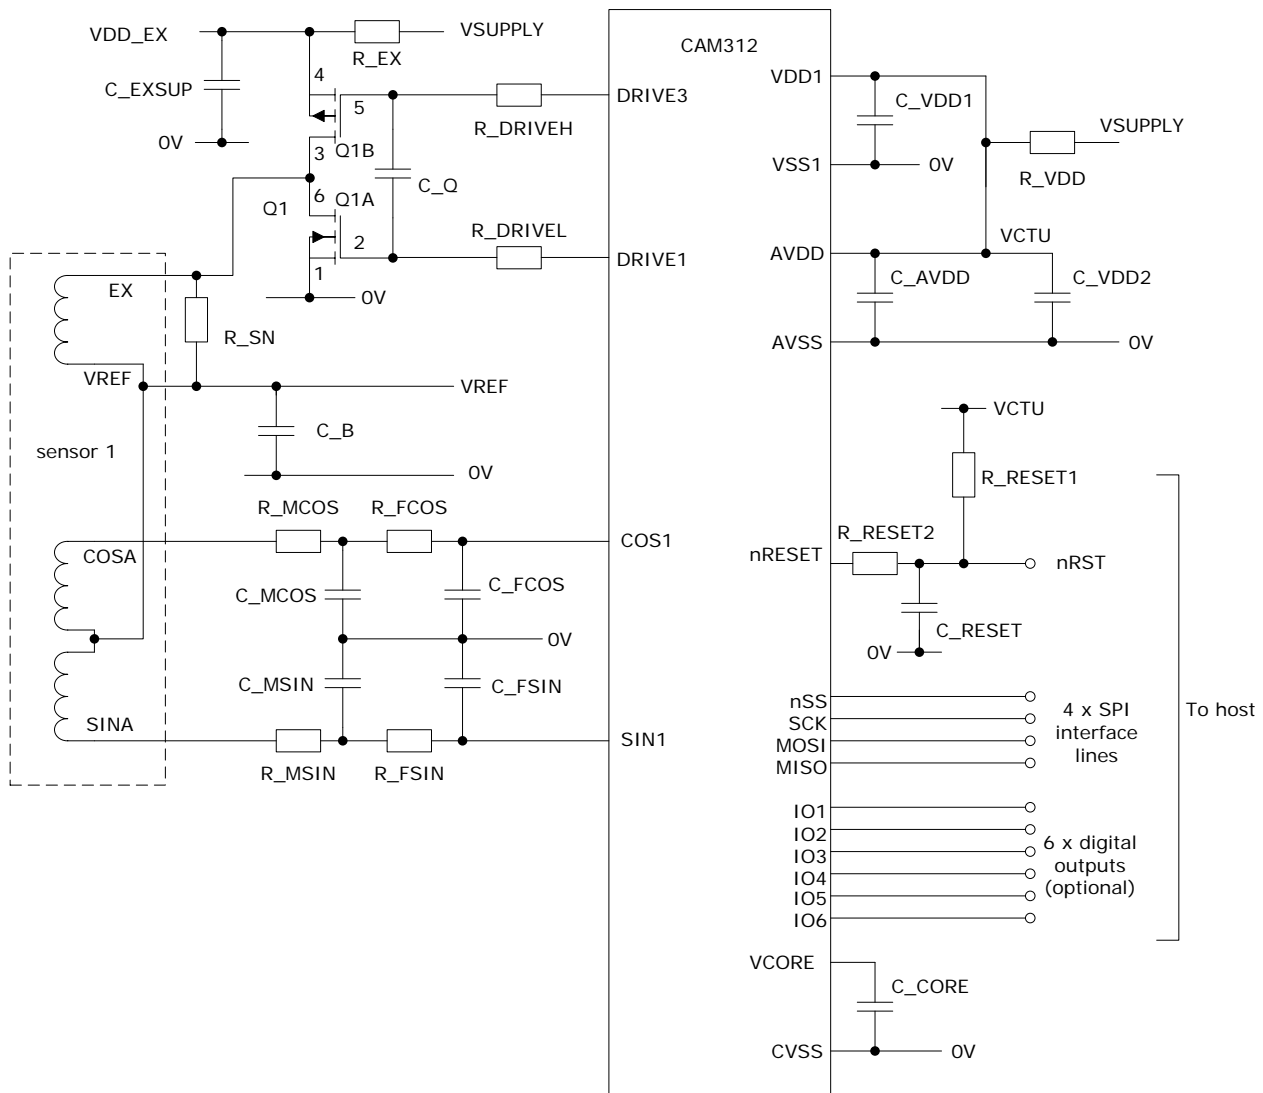 VDD_EX
VSUPPLY
R_EX
C_EXSUP
0V
4
5
3
Q1B
6
Q1A
Q1
2
1
0V
C_Q
R_DRIVEH
R_DRIVEL
CAM312
DRIVE3
DRIVE1
VDD1
C_VDD1
VSS1
0V
VSUPPLY
R_VDD
VCTU
AVDD
C_AVDD
C_VDD2
AVSS
0V
EX
R_SN
VREF
VREF
C_B
sensor 1
0V
R_MCOS
R_FCOS
COS1
COSA
C_MCOS
C_FCOS
0V
C_MSIN
C_FSIN
SINA
SIN1
R_MSIN
R_FSIN
VCTU
R_RESET1
R_RESET2
nRESET
nRST
C_RESET
0V
nSS
SCK
MOSI
MISO
4 x SPI
interface
lines
To host
IO1
IO2
IO3
IO4
IO5
IO6
6 x digital
outputs
(optional)
VCORE
C_CORE
CVSS
0V